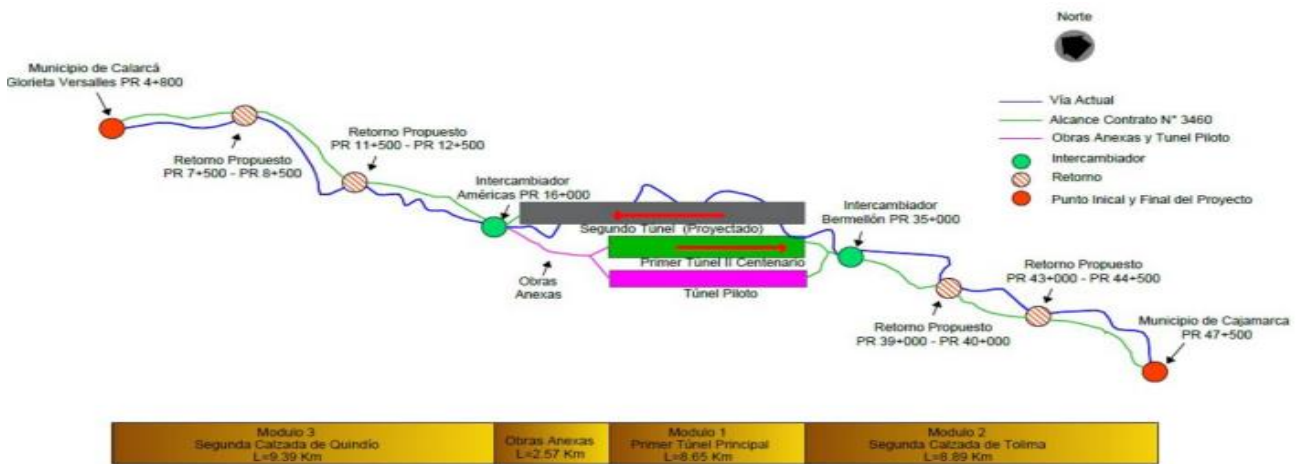 Norte
Municipio de Calarcá
Glorieta Versalles PR 4+800
Vía Actual
Alcance Contrato N° 3460
Obras Anexas y Tunel Piloto
Intercambiador
Retorno
Punto Inical y Final del Proyecto
Retorno Propuesto
PR 11+500 - PR 12+500
Retorno Propuesto
PR 7+500 - PR 8+500
Intercambiador
Américas PR 16+000
Intercambiador
Bermellón PR 35+000
Segundo Túnel (Proyectado)
Primer Túnel II Centenario
Túnel Piloto
Obras
Anexas
Retorno Propuesto
PR 43+000 - PR 44+500
Retorno Propuesto
PR 39+000 - PR 40+000
Municipio de Cajamarca
PR 47+500
Modulo 3
Segunda Calzada de Quindío
L=9.39 Km
Obras Anexas
L=2.57 Km
Modulo 1
Primer Túnel Principal
L=8.65 Km
Modulo 2
Segunda Calzada de Tolima
L=8.89 Km